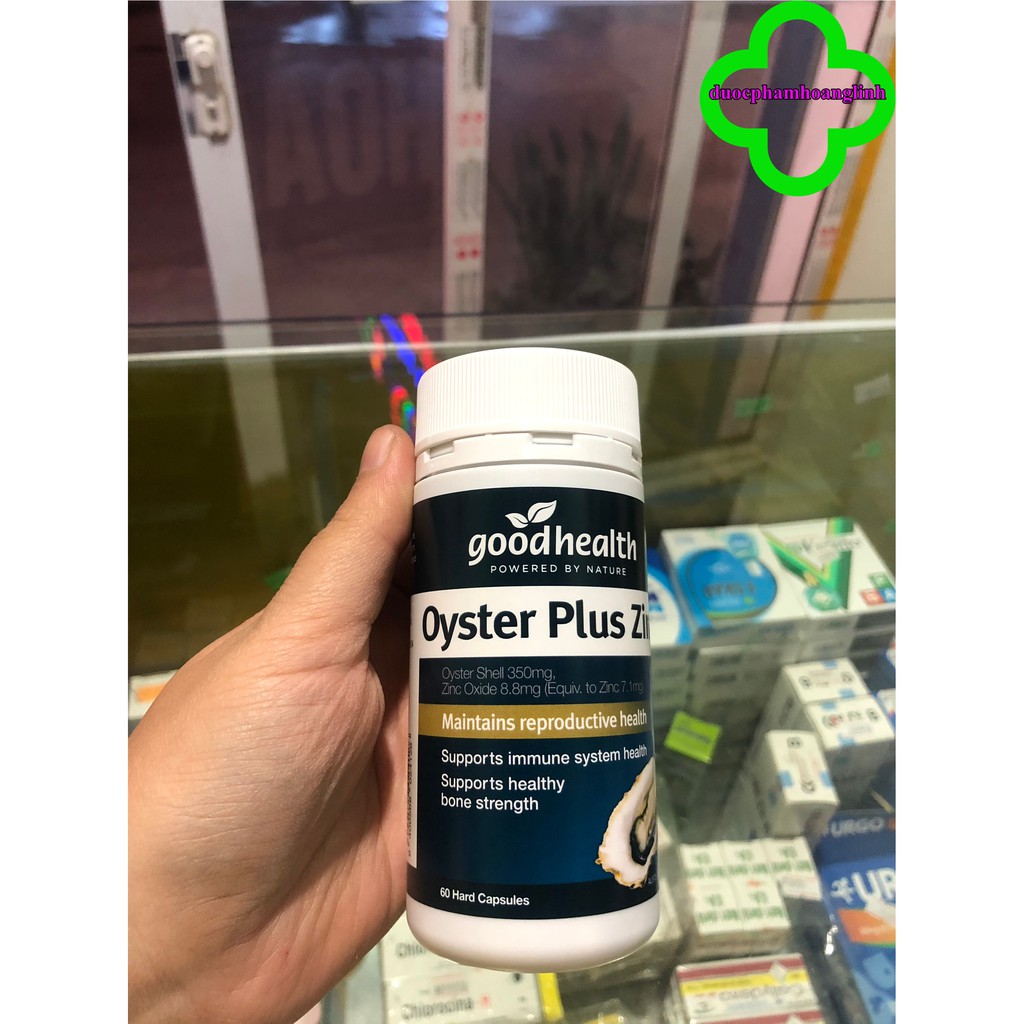 duocphamhoanglinh
goodhealth
POWERED BY NATURE
Oyster Plus Zi
Oyster Shell 350mg,
Zinc Oxide 8.8mg (Equiv. to Zinc 7.1mg)
Maintains reproductive health
Supports immune system health
Supports healthy
bone strength
60 Hard Capsules
URGO